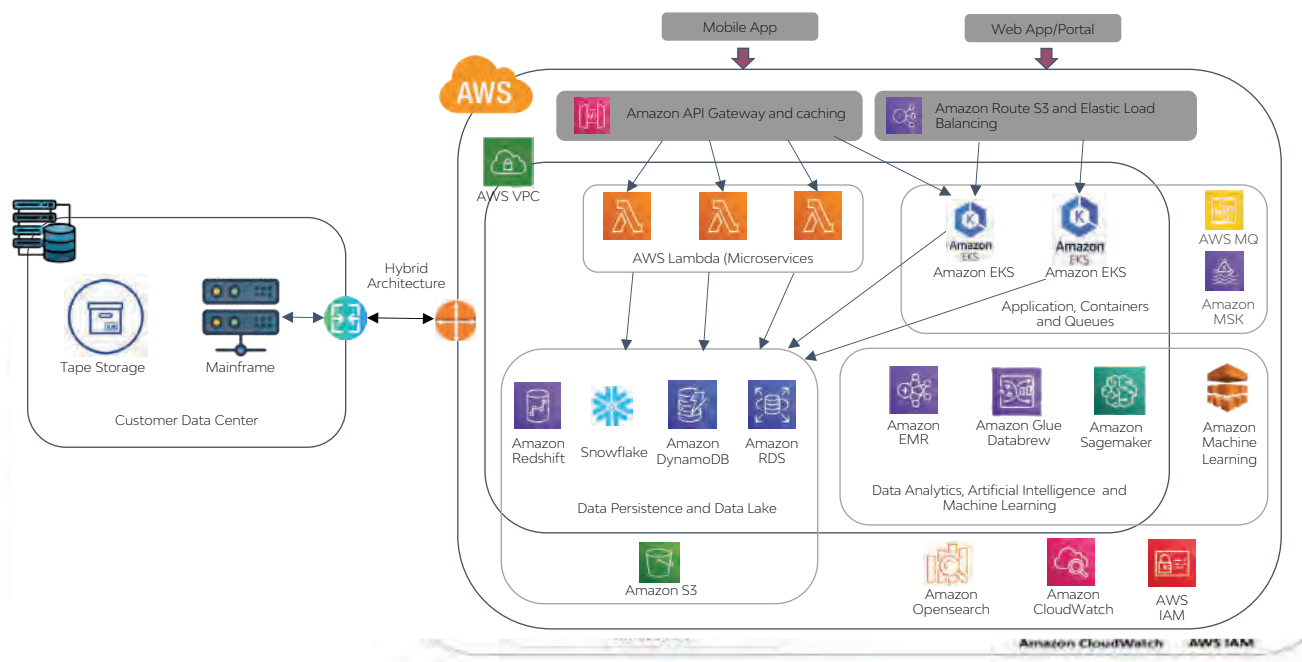 Mobile App
Web App/Portal
AWS
Amazon API Gateway and caching
Amazon Route S3 and Elastic Load
Balancing
AWS VPC
AWS Lambda (Microservices
Amazon
EKS
Amazon EKS
Amazon
EKS
Amazon EKS
Application, Containers
and Queues
AWS MQ
Amazon
MSK
Hybrid
Architecture
Tape Storage
Mainframe
Customer Data Center
Amazon
Redshift
Snowflake
Amazon
DynamoDB
Amazon
RDS
Data Persistence and Data Lake
Amazon
EMR
Amazon Glue
Databrew
Amazon
Sagemaker
Amazon
Machine
Learning
Data Analytics, Artificial Intelligence and
Machine Learning
Amazon S3
Amazon
Opensearch
Amazon
CloudWatch
AWS
IAM
Amazon CloudWatch
AWS IAM